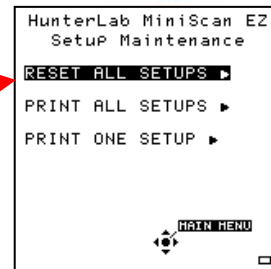 HunterLab MiniScan EZ
Setup Maintenance
RESET ALL SETUPS ▶
PRINT ALL SETUPS ▶
PRINT ONE SETUP ▶
MAIN MENU